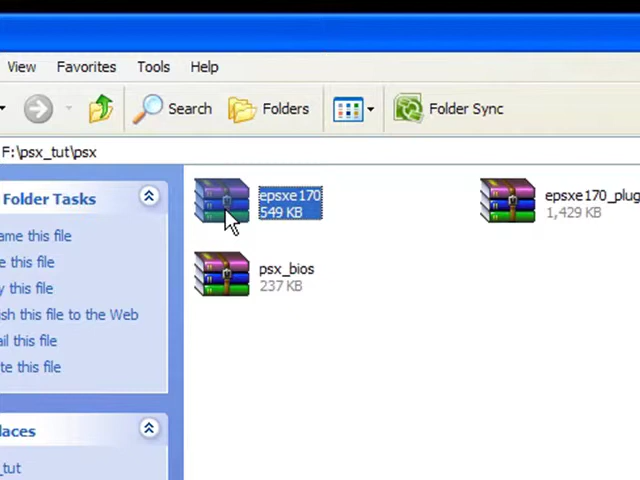 View Favorites Tools Help
Search Folders Folder Sync
F:\psx_tut\psx
Folder Tasks
ame this file
e this file
y this file
ish this file to the Web
ail this file
te this file
laces
_tut
epsxe170
549 KB
epsxe170_plug
1,429 KB
psx_bios
237 KB